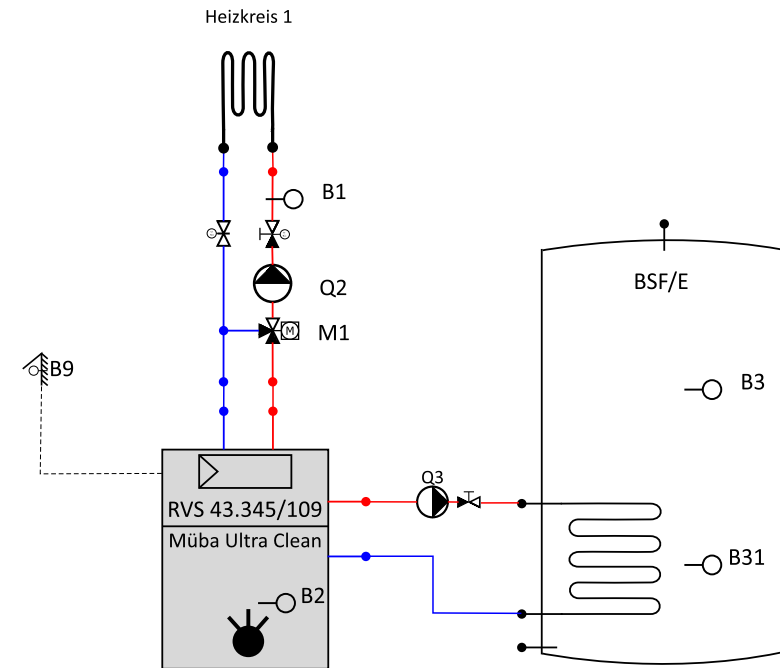 Heizkreis 1
B1
Q2
M
M1
BSF/E
B9
B3
Q3
RVS 43.345/109
Müba Ultra Clean
B31
B2